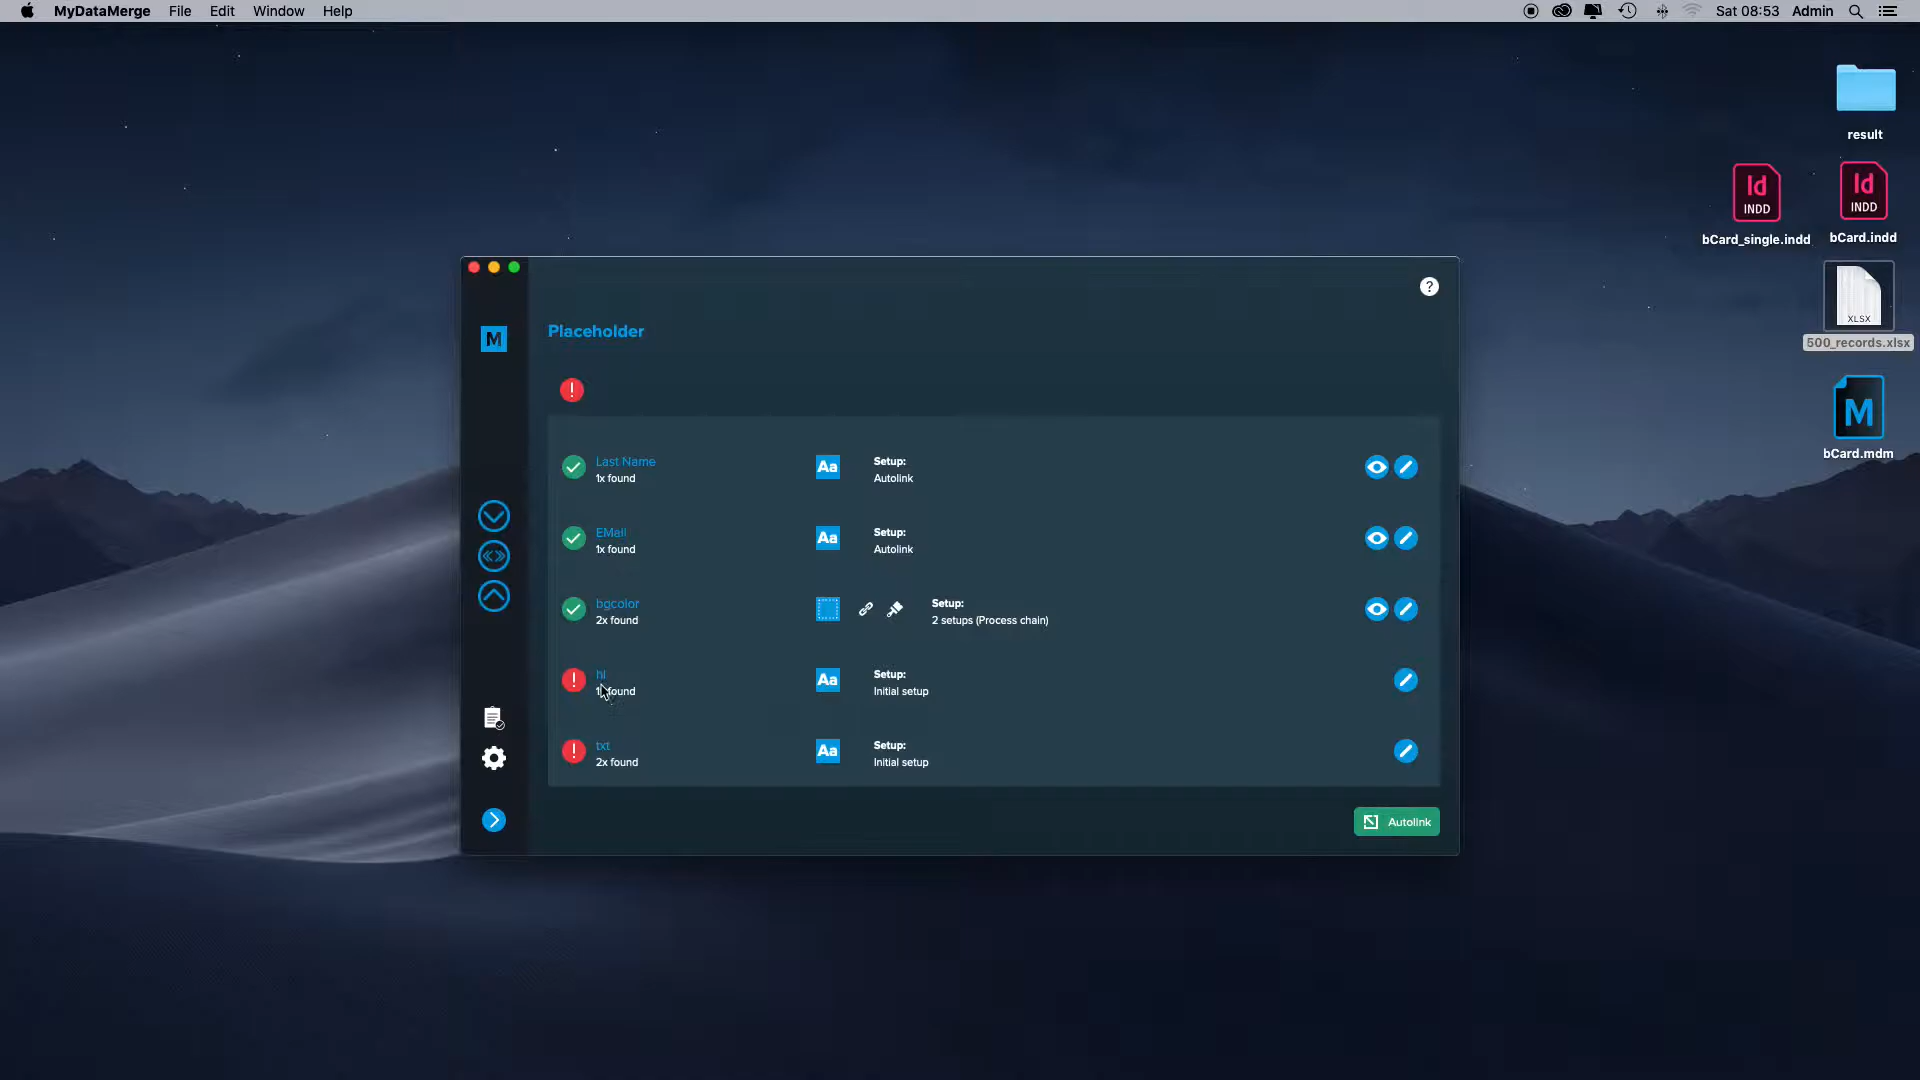 MyDataMerge File Edit Window Help
Sat 08:53 Admin
result
Id
INDD
bCard_single.indd
Id
INDD
bCard.indd
XLSX
500_records.xlsx
M
bCard.mdm
?
M
Placeholder
Last Name
1x found
Aa
Setup:
Autolink
EMail
1x found
Aa
Setup:
Autolink
bgcolor
2x found
Setup:
2 setups (Process chain)
found
Aa
Setup:
Initial setup
txt
2x found
Aa
Setup:
Initial setup
Autolink